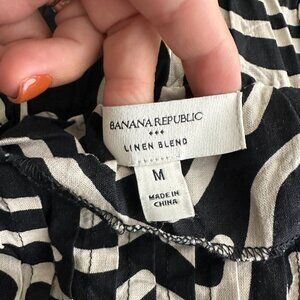 BANANA REPUBLIC
LINEN BLEND
M
MADE IN
CHINA